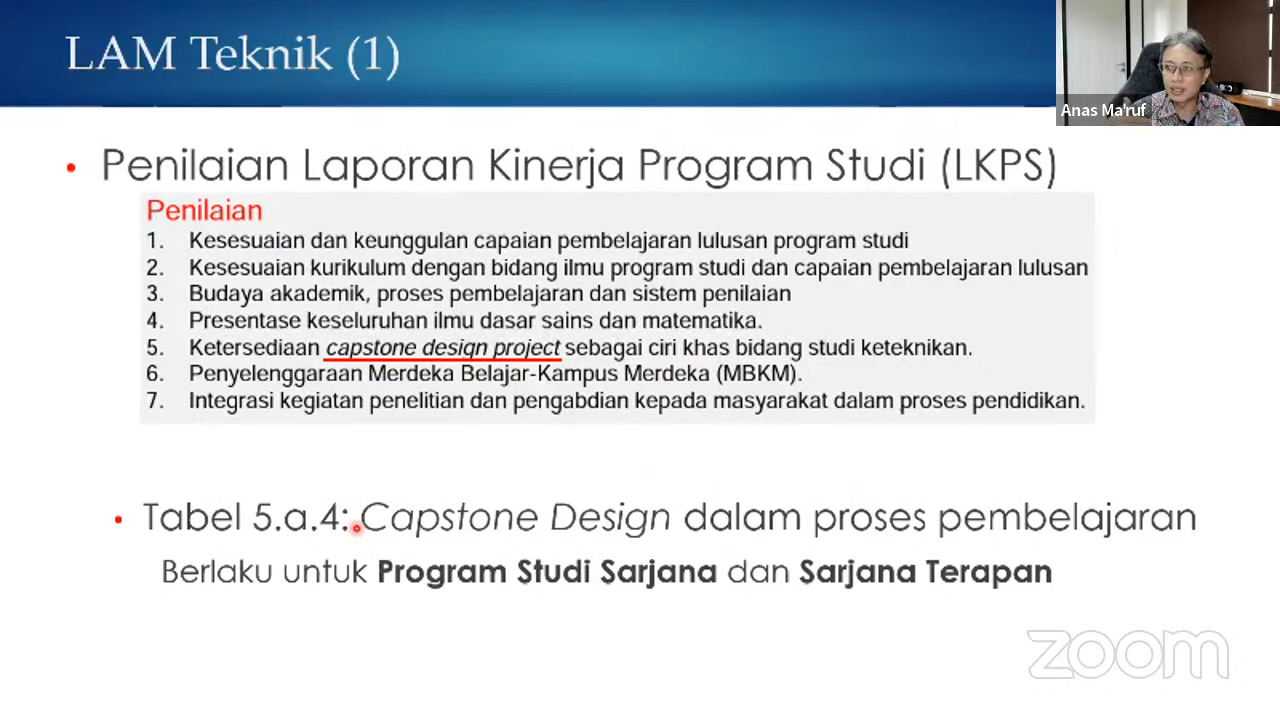 LAM Teknik (1)
Anas Ma'ruf
• Penilaian Laporan Kinerja Program Studi (LKPS)
Penilaian
1. Kesesuaian dan keunggulan capaian pembelajaran lulusan program studi
2. Kesesuaian kurikulum dengan bidang ilmu program studi dan capaian pembelajaran lulusan
3. Budaya akademik, proses pembelajaran dan sistem penilaian
4. Presentase keseluruhan ilmu dasar sains dan matematika.
5. Ketersediaan capstone design project sebagai ciri khas bidang studi keteknikan.
6. Penyelenggaraan Merdeka Belajar-Kampus Merdeka (MBKM).
7. Integrasi kegiatan penelitian dan pengabdian kepada masyarakat dalam proses pendidikan.
• Tabel 5.a.4: Capstone Design dalam proses pembelajaran
Berlaku untuk Program Studi Sarjana dan Sarjana Terapan
zoom